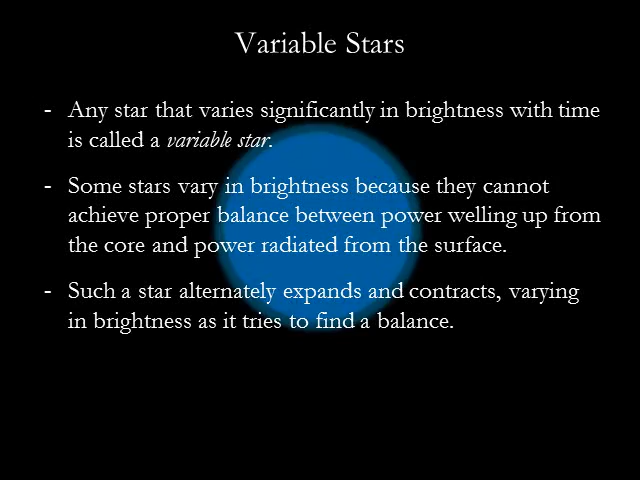 Variable Stars
- Any star that varies significantly in brightness with time
is called a variable star.
- Some stars vary in brightness because they cannot
achieve proper balance between power welling up from
the core and power radiated from the surface.
- Such a star alternately expands and contracts, varying
in brightness as it tries to find a balance.